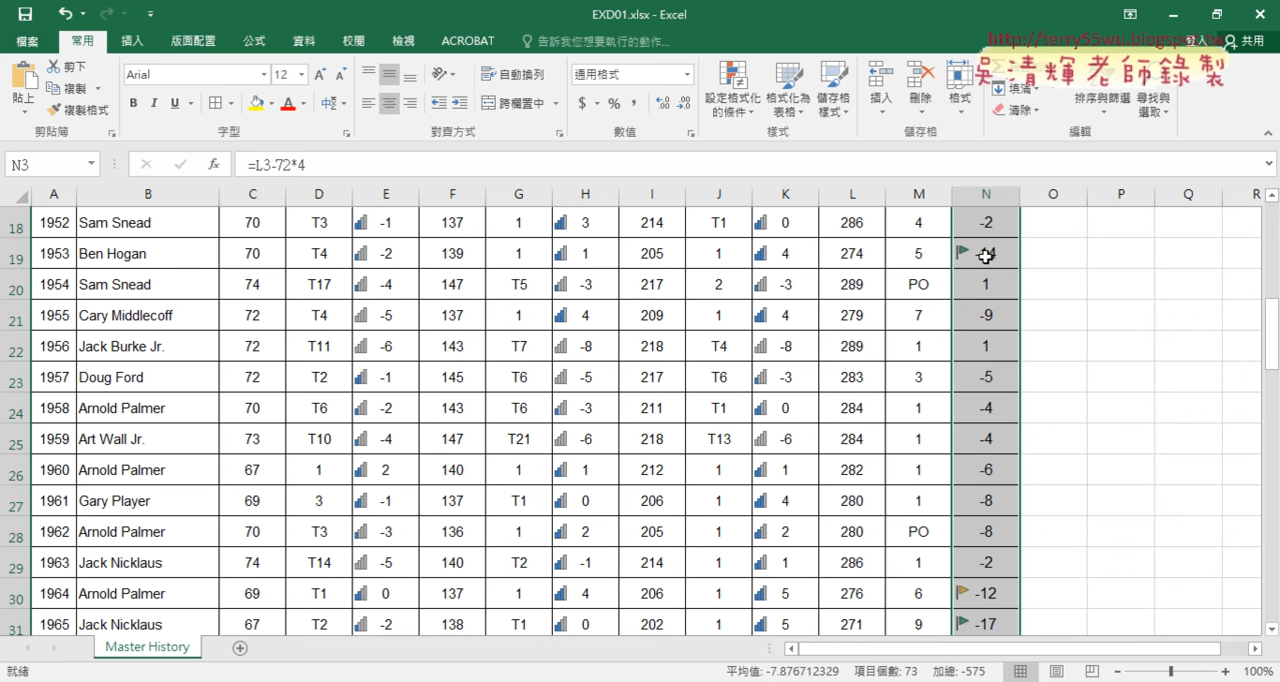 EXD01.xlsx - Excel
http://terry55wu.blogspot.tw
檔案 常用 插入 版面配置 公式 資料 校閱 檢視 ACROBAT 告訴我您想要執行的動作... 登入 共用
吳清輝老師錄製
貼上 剪下 複製 複製格式 Arial 12 自動換列 跨欄置中 通用格式
設定格式化的條件 格式化為表格 儲存格樣式 插入 刪除 格式 填滿 清除 排序與篩選 尋找與選取
剪貼簿 字型 對齊方式 數值 樣式 儲存格 編輯
N3 =L3-72*4
A B C D E F G H I J K L M N O P Q R
18 1952 Sam Snead 70 T3 -1 137 1 3 214 T1 0 286 4 -2
19 1953 Ben Hogan 70 T4 -2 139 1 1 205 1 4 274 5
20 1954 Sam Snead 74 T17 -4 147 T5 -3 217 2 -3 289 PO 1
21 1955 Cary Middlecoff 72 T4 -5 137 1 4 209 1 4 279 7 -9
22 1956 Jack Burke Jr. 72 T11 -6 143 T7 -8 218 T4 -8 289 1 1
23 1957 Doug Ford 72 T2 -1 145 T6 -5 217 T6 -3 283 3 -5
24 1958 Arnold Palmer 70 T6 -2 143 T6 -3 211 T1 0 284 1 -4
25 1959 Art Wall Jr. 73 T10 -4 147 T21 -6 218 T13 -6 284 1 -4
26 1960 Arnold Palmer 67 1 2 140 1 1 212 1 1 282 1 -6
27 1961 Gary Player 69 3 -1 137 T1 0 206 1 4 280 1 -8
28 1962 Arnold Palmer 70 T3 -3 136 1 2 205 1 2 280 PO -8
29 1963 Jack Nicklaus 74 T14 -5 140 T2 -1 214 1 1 286 1 -2
30 1964 Arnold Palmer 69 T1 0 137 1 4 206 1 5 276 6 -12
31 1965 Jack Nicklaus 67 T2 -2 138 T1 0 202 1 5 271 9 -17
Master History
就緒 平均值: -7.876712329 項目個數: 73 加總: -575 100%